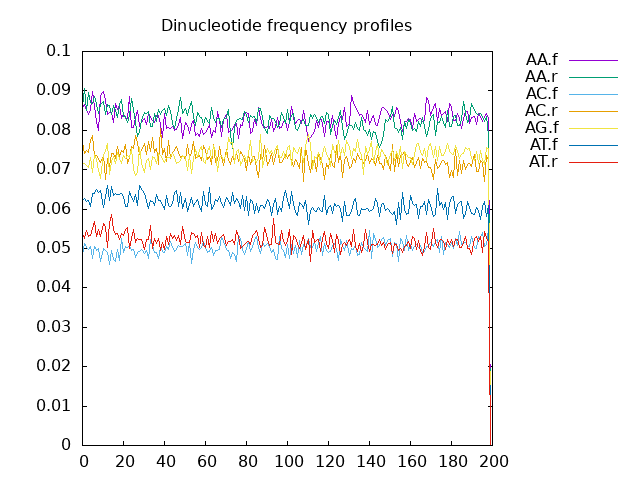 Dinucleotide frequency profiles
0.1
0.09
0.08
0.07
0.06
0.05
0.04
0.03
0.02
0.01
0
0 20 40 60 80 100 120 140 160 180 200
AA.f
AA.r
AC.f
AC.r
AG.f
AT.f
AT.r